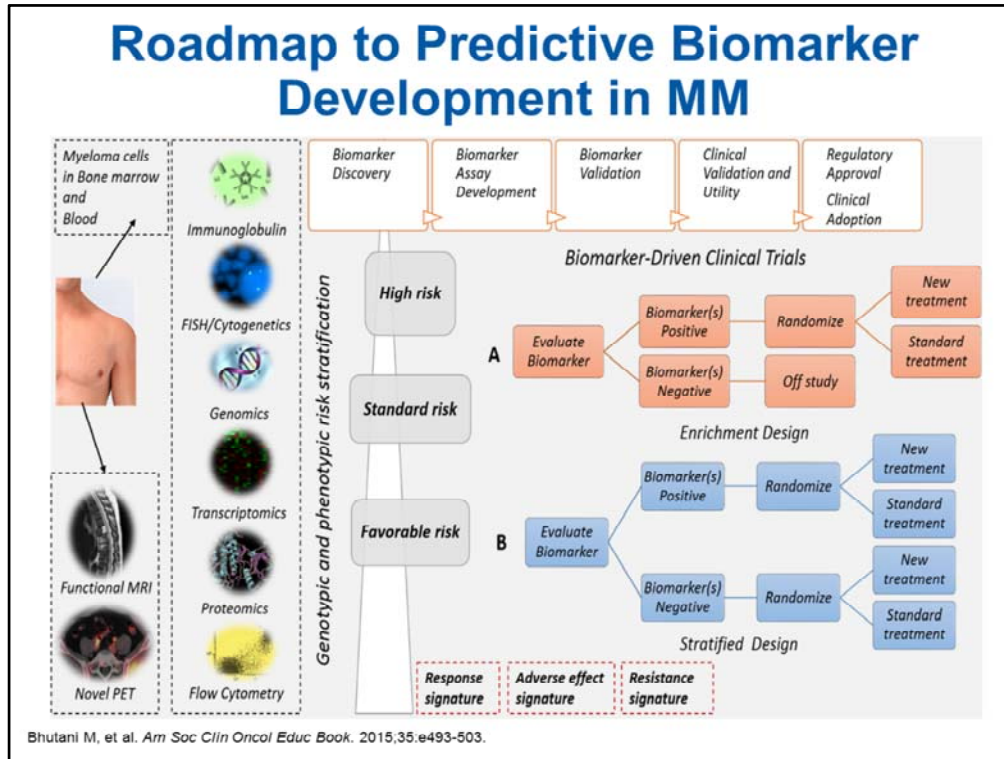 Roadmap to Predictive Biomarker
Development in MM
Myeloma cells
in Bone marrow
and
Blood
Functional MRI
Novel PET
Immunoglobulin
FISH/Cytogenetics
Genomics
Transcriptomics
Proteomics
Flow Cytometry
Genotypic and phenotypic risk stratification
High risk
Standard risk
Favorable risk
Biomarker
Discovery
Biomarker
Assay
Development
Biomarker
Validation
Clinical
Validation and
Utility
Regulatory
Approval
Clinical
Adoption
Biomarker-Driven Clinical Trials
A
Evaluate
Biomarker
Biomarker(s)
Positive
Randomize
New
treatment
Standard
treatment
Biomarker(s)
Negative
Off study
Enrichment Design
B
Evaluate
Biomarker
Biomarker(s)
Positive
Randomize
New
treatment
Standard
treatment
Biomarker(s)
Negative
Randomize
New
treatment
Standard
treatment
Stratified Design
Response
signature
Adverse effect
signature
Resistance
signature
Bhutani M, et al. Am Soc Clin Oncol Educ Book. 2015;35:e493-503.